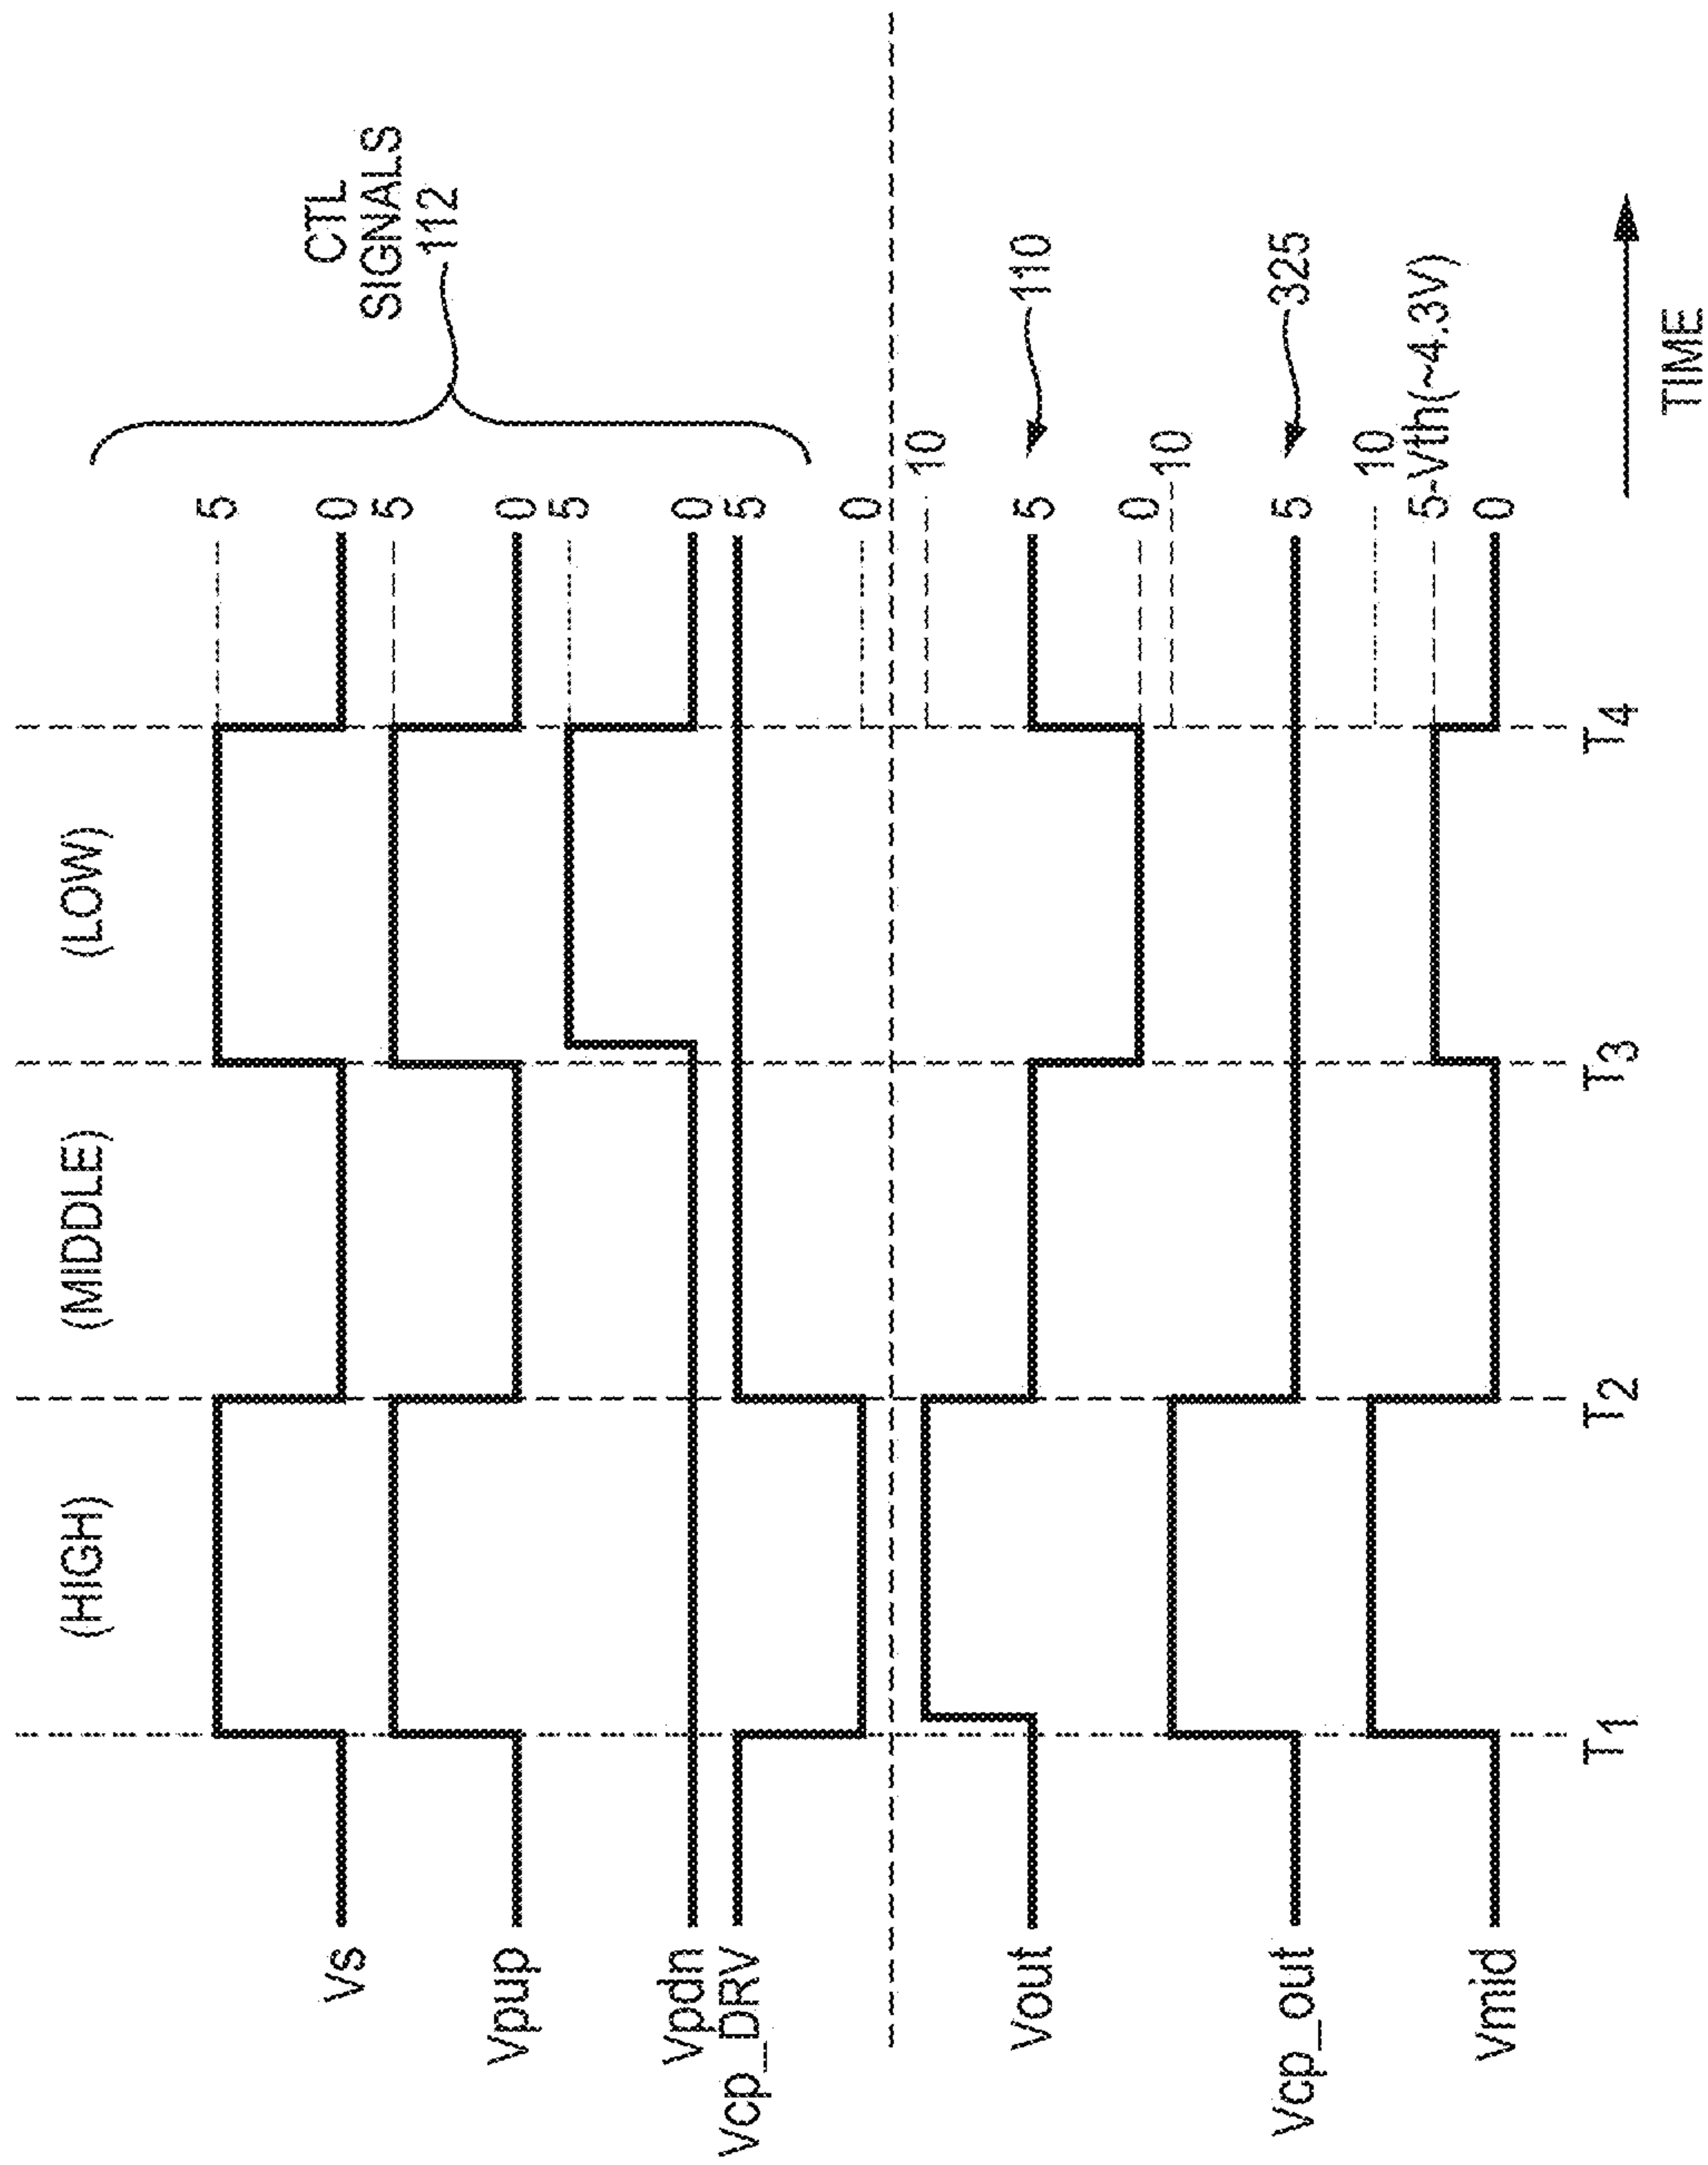 (HIGH)
(MIDDLE)
(LOW)
CTL
SIGNALS
112
Vs
5
0
Vpup
5
0
Vpdn
5
0
Vcp_DRV
5
0
Vout
10
5
0
110
Vcp_out
10
5
325
Vmid
10
5-Vth(~4.3V)
0
T1
T2
T3
T4
TIME